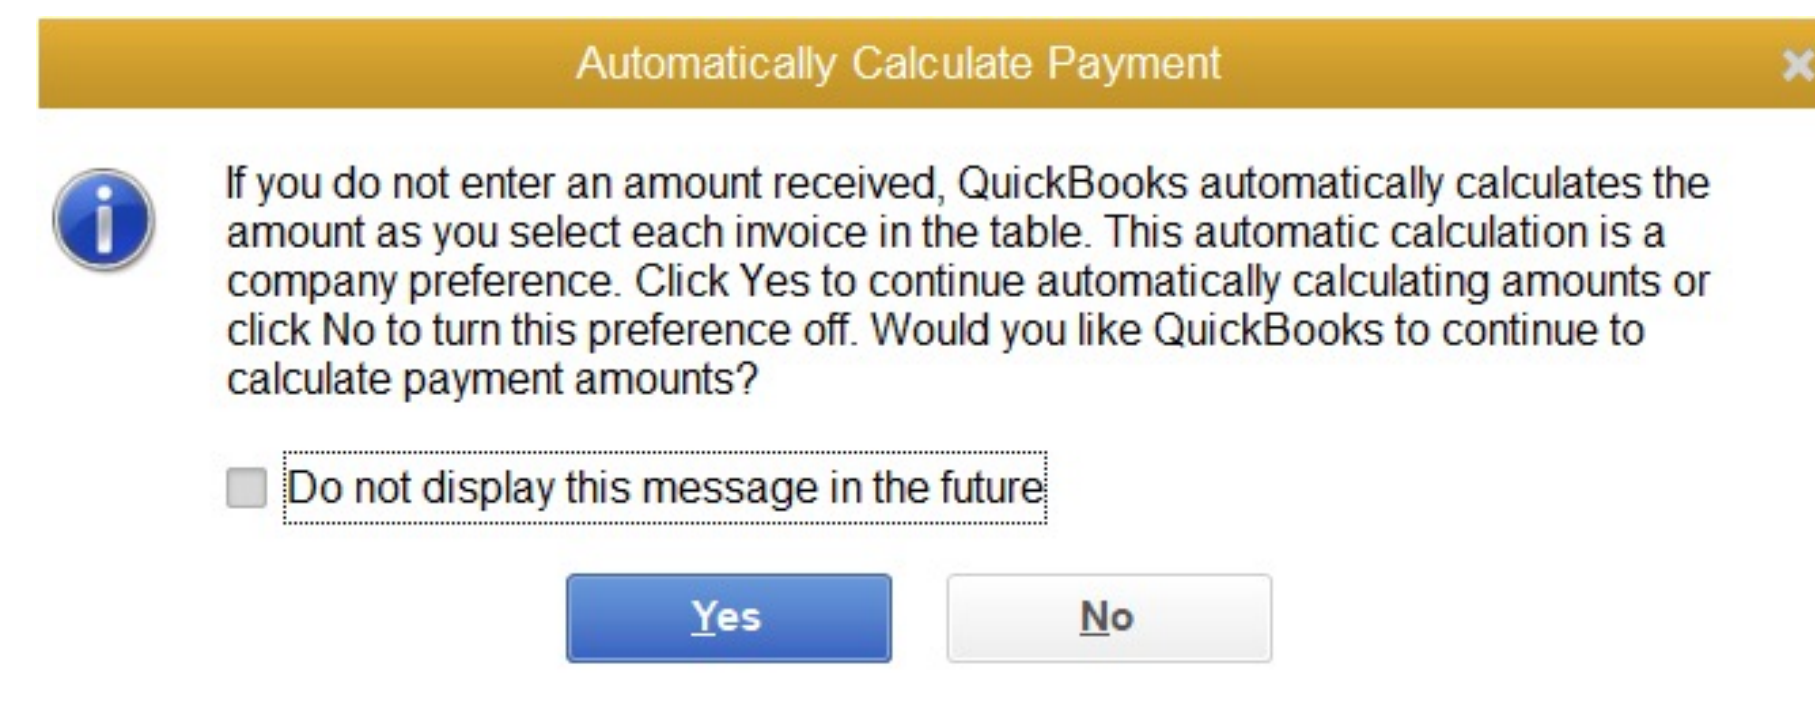 Automatically Calculate Payment
If you do not enter an amount received, QuickBooks automatically calculates the
amount as you select each invoice in the table. This automatic calculation is a
company preference. Click Yes to continue automatically calculating amounts or
click No to turn this preference off. Would you like QuickBooks to continue to
calculate payment amounts?
Do not display this message in the future
Yes
No